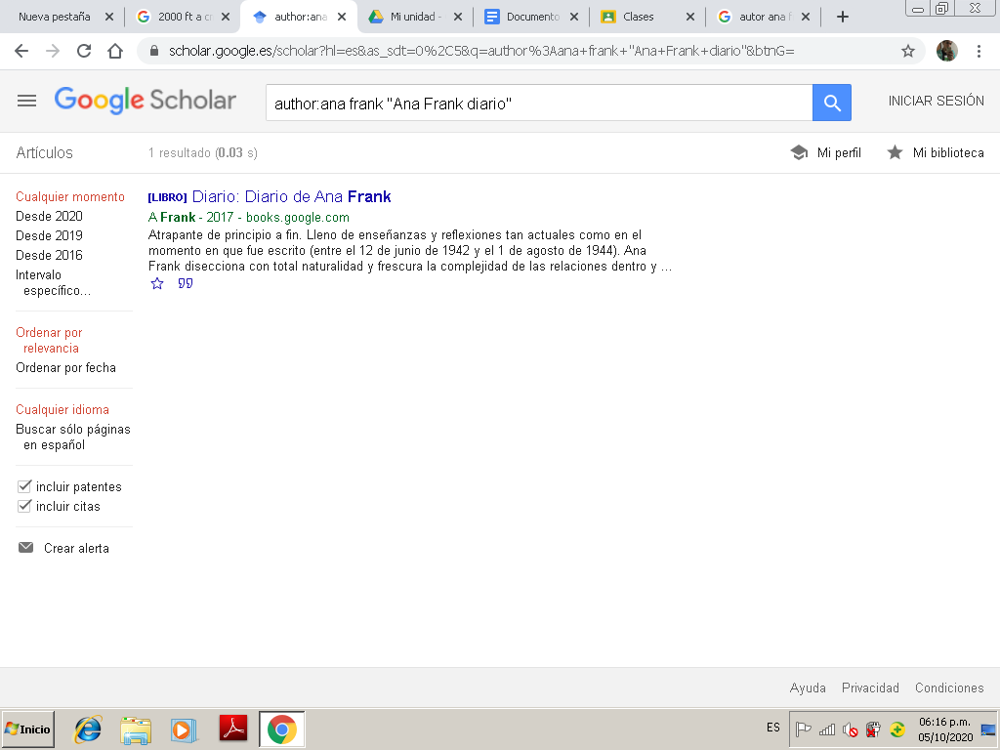 Nueva pestaña
2000 ft a cr
author:ana
Mi unidad -
Documento
Clases
autor ana f
scholar.google.es/scholar?hl=es&as_sdt=0%2C5&q=author%3Aana+frank+"Ana+Frank+diario"&btnG=
Google Scholar
author:ana frank "Ana Frank diario"
INICIAR SESIÓN
Artículos
1 resultado (0.03 s)
Mi perfil
Mi biblioteca
Cualquier momento
Desde 2020
Desde 2019
Desde 2016
Intervalo
específico...
Ordenar por
relevancia
Ordenar por fecha
Cualquier idioma
Buscar sólo páginas
en español
incluir patentes
incluir citas
Crear alerta
[LIBRO] Diario: Diario de Ana Frank
A Frank - 2017 - books.google.com
Atrapante de principio a fin. Lleno de enseñanzas y reflexiones tan actuales como en el
momento en que fue escrito (entre el 12 de junio de 1942 y el 1 de agosto de 1944). Ana
Frank disecciona con total naturalidad y frescura la complejidad de las relaciones dentro y ...
Ayuda
Privacidad
Condiciones
Inicio
ES
06:16 p.m.
05/10/2020